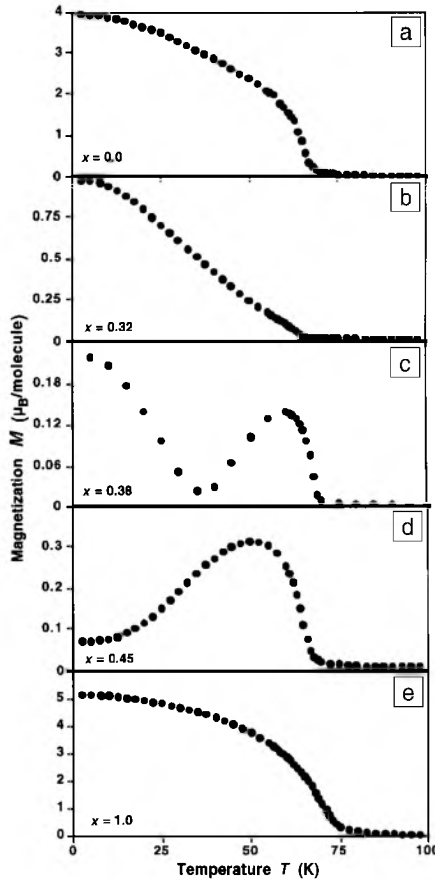 4
3
2
1
0
a
x = 0.0
0.75
0.5
0.25
0
b
x = 0.32
0.18
0.12
0.06
0
c
x = 0.38
0.3
0.2
0.1
0
d
x = 0.45
5
4
3
2
1
0
e
x = 1.0
0 25 50 75 100
Temperature T (K)
Magnetization M (μB/molecule)